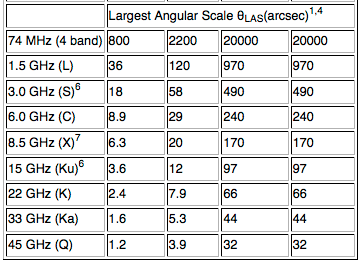 Largest Angular Scale θLAS(arcsec)1,4
74 MHz (4 band) 800 2200 20000 20000
1.5 GHz (L) 36 120 970 970
3.0 GHz (S)6 18 58 490 490
6.0 GHz (C) 8.9 29 240 240
8.5 GHz (X)7 6.3 20 170 170
15 GHz (Ku)6 3.6 12 97 97
22 GHz (K) 2.4 7.9 66 66
33 GHz (Ka) 1.6 5.3 44 44
45 GHz (Q) 1.2 3.9 32 32